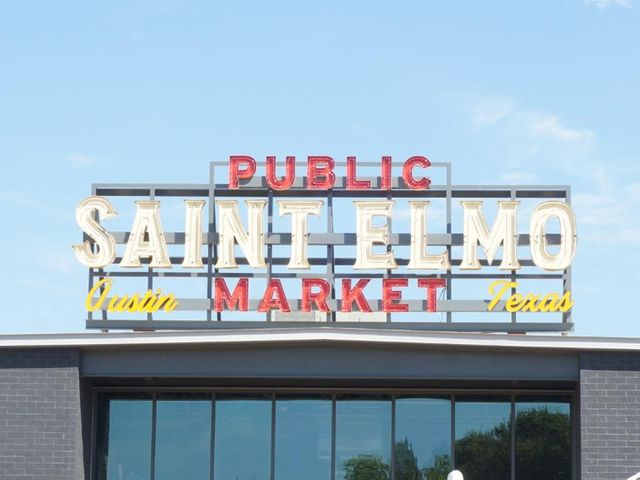 PUBLIC
SAINT ELMO
Austin MARKET Texas